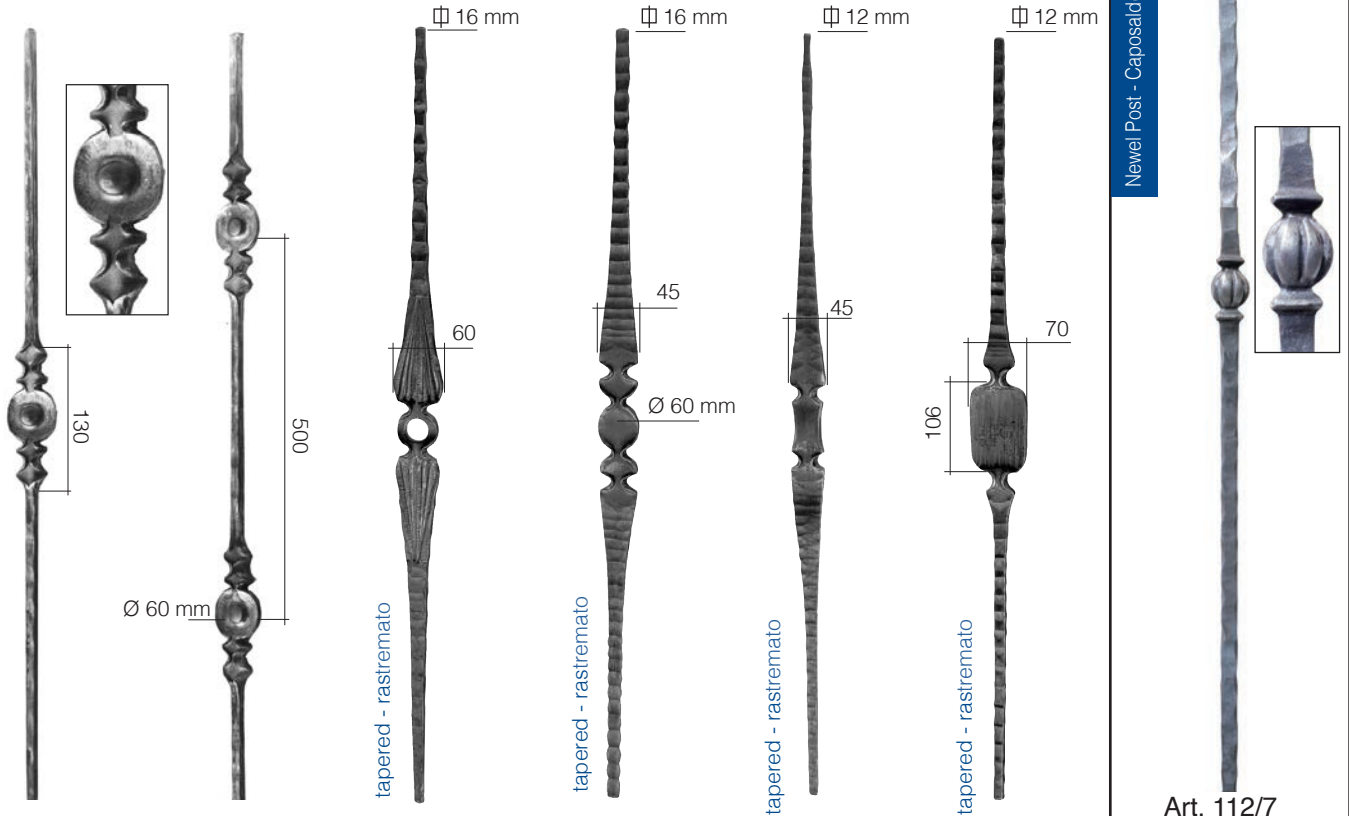 ⌷ 16 mm
⌷ 16 mm
⌷ 12 mm
⌷ 12 mm
130
500
Ø 60 mm
60
tapered - rastremato
45
Ø 60 mm
tapered - rastremato
45
tapered - rastremato
70
106
tapered - rastremato
Newel Post - Caposald
Art. 112/7